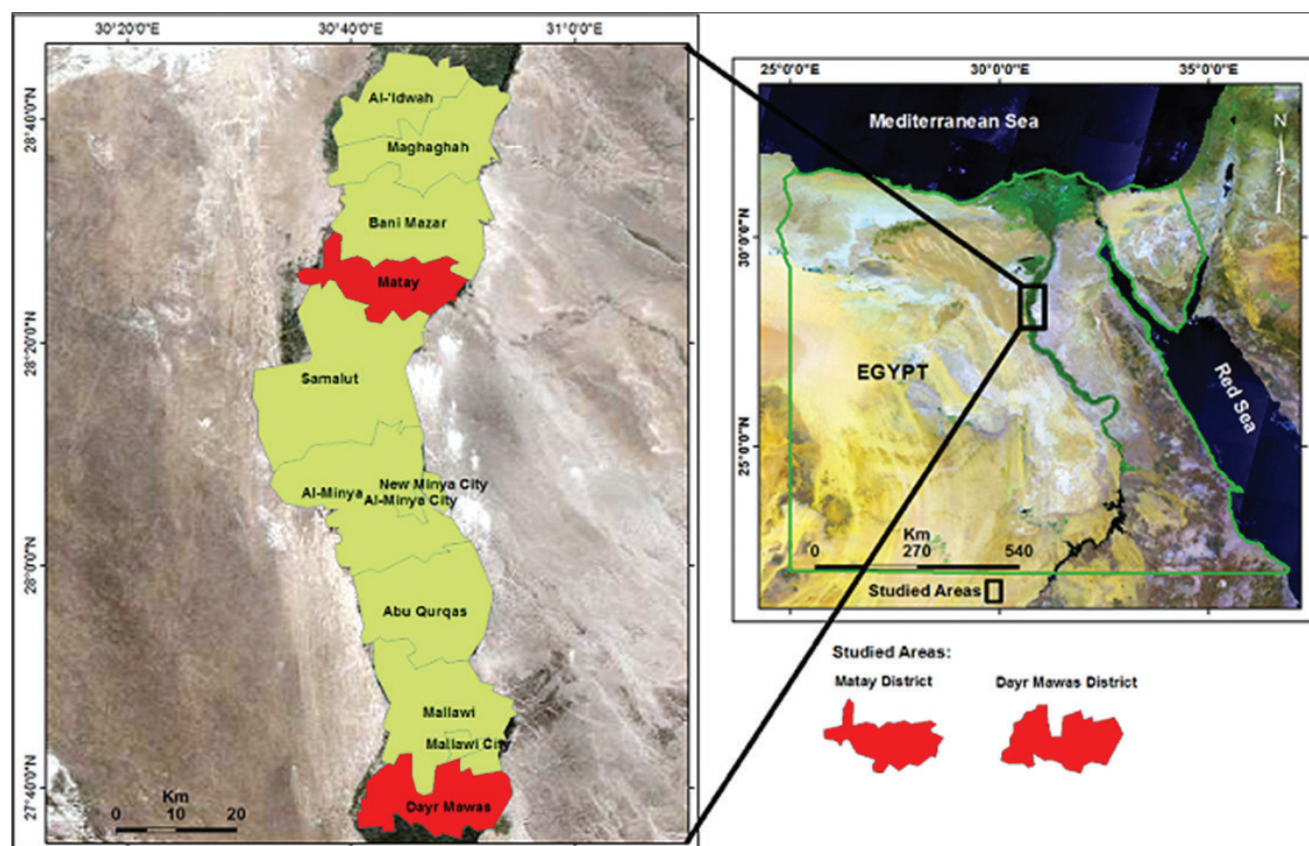 30°20'0"E
30°40'0"E
31°0'0"E
28°40'0"N
28°20'0"N
28°0'0"N
27°40'0"N
Al-'Idwah
Maghaghah
Bani Mazar
Matay
Samalut
New Minya City
Al-Minya
Al-Minya City
Abu Qurqas
Mallawi
Mallawi City
Dayr Mawas
Km
0 10 20
25°0'0"E
30°0'0"E
35°0'0"E
30°0'0"N
25°0'0"N
Mediterranean Sea
N
EGYPT
Red Sea
Km
0 270 540
Studied Areas
Studied Areas:
Matay District
Dayr Mawas District